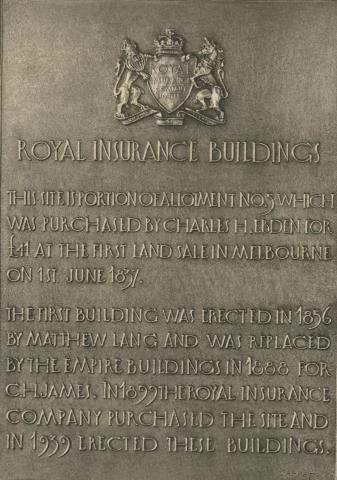 ROYAL INSURANCE BUILDINGS
THIS SITE IS PORTION OF ALLOTMENT NO.3 WHICH
WAS PURCHASED BY CHARLES H. EBDEN FOR
£41 AT THE FIRST LAND SALE IN MELBOURNE
ON 1ST JUNE 1837.
THE FIRST BUILDING WAS ERECTED IN 1856
BY MATTHEW LANG AND WAS REPLACED
BY THE EMPIRE BUILDINGS IN 1888 FOR
C.H. JAMES. IN 1899 THE ROYAL INSURANCE
COMPANY PURCHASED THE SITE AND
IN 1939 ERECTED THESE BUILDINGS.